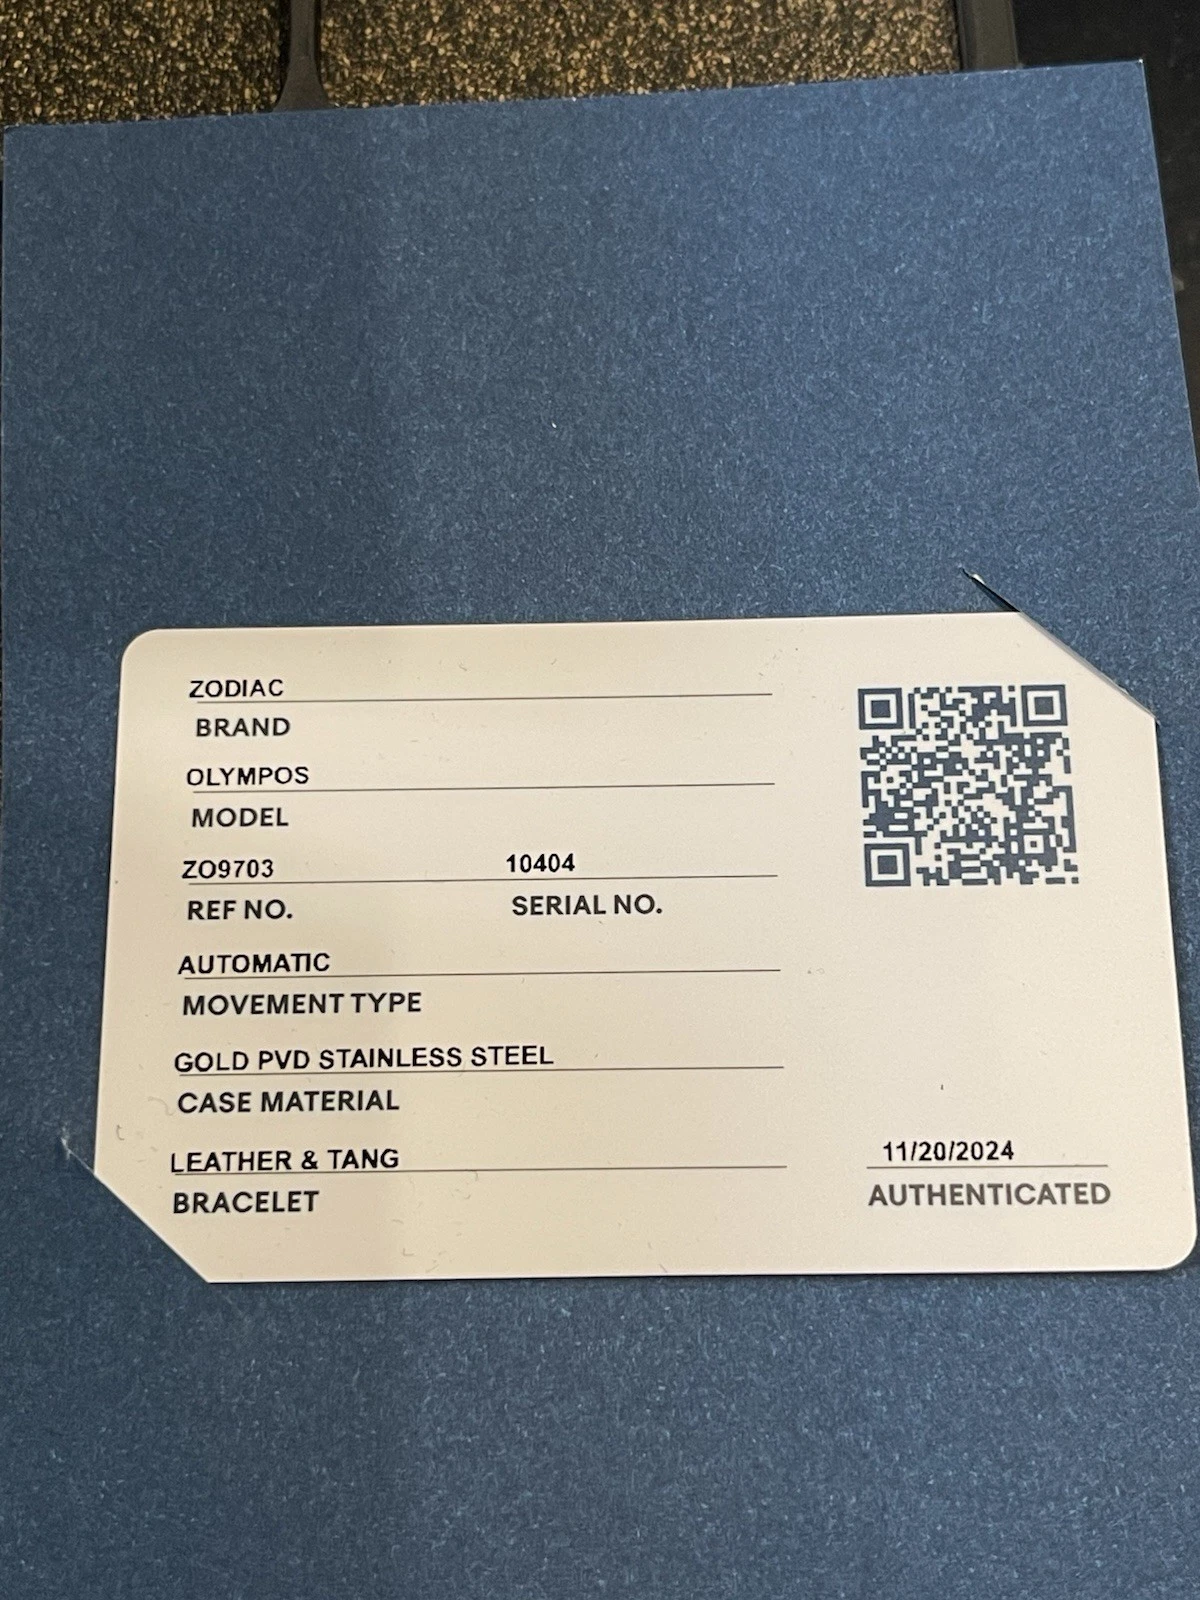 ZODIAC
BRAND
OLYMPOS
MODEL
ZO9703 10404
REF NO. SERIAL NO.
AUTOMATIC
MOVEMENT TYPE
GOLD PVD STAINLESS STEEL
CASE MATERIAL
LEATHER & TANG 11/20/2024
BRACELET AUTHENTICATED